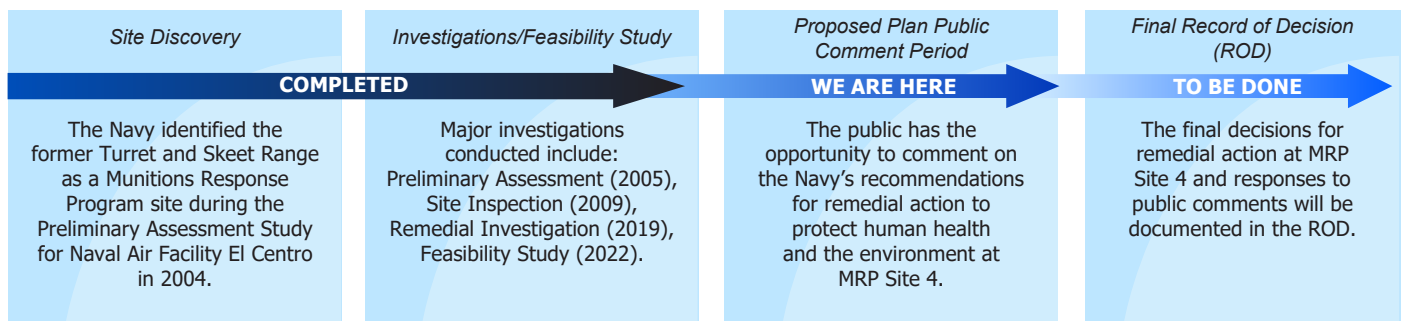 Site Discovery
COMPLETED
The Navy identified the
former Turret and Skeet Range
as a Munitions Response
Program site during the
Preliminary Assessment Study
for Naval Air Facility El Centro
in 2004.
Investigations/Feasibility Study
Major investigations
conducted include:
Preliminary Assessment (2005),
Site Inspection (2009),
Remedial Investigation (2019),
Feasibility Study (2022).
Proposed Plan Public
Comment Period
WE ARE HERE
The public has the
opportunity to comment on
the Navy’s recommendations
for remedial action to
protect human health
and the environment at
MRP Site 4.
Final Record of Decision
(ROD)
TO BE DONE
The final decisions for
remedial action at MRP
Site 4 and responses to
public comments will be
documented in the ROD.